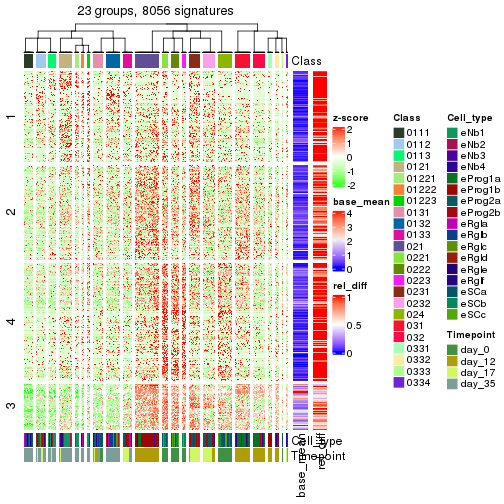 23 groups, 8056 signatures
Class
1
2
4
3
Cell_type
Timepoint
base_mean
rel_diff
z-score
2
0
-2
base_mean
4
3
2
1
0
rel_diff
1
0.5
0
Class
0111
0112
0113
0121
01221
01222
01223
0131
0132
0133
021
0221
0222
0223
0231
0232
024
031
032
0331
0332
0333
0334
Cell_type
eNb1
eNb2
eNb3
eNb4
eProg1a
eProg1b
eProg2a
eProg2b
eRgla
eRglb
eRglc
eRgld
eRgle
eRglf
eSCa
eSCb
eSCc
Timepoint
day_0
day_12
day_17
day_35